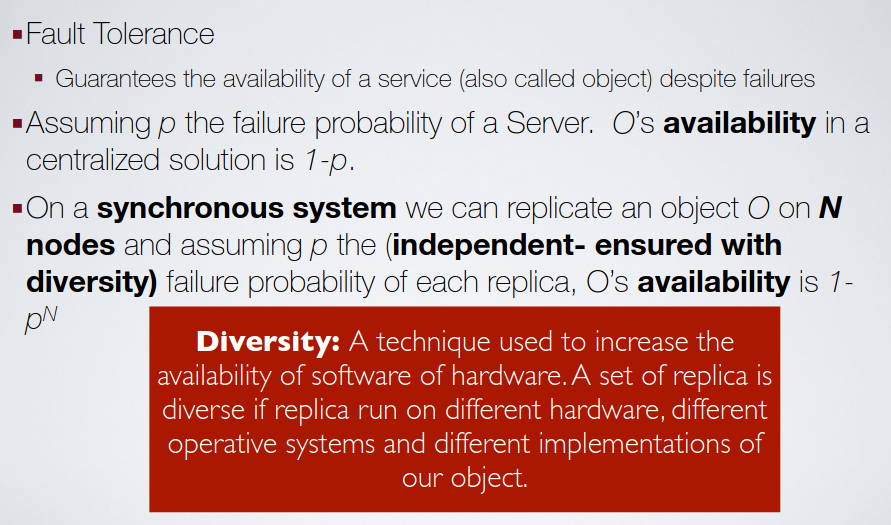 ▪Fault Tolerance
▪ Guarantees the availability of a service (also called object) despite failures
▪Assuming p the failure probability of a Server.  O's availability in a
centralized solution is 1-p.
▪On a synchronous system we can replicate an object O on N
nodes and assuming p the (independent- ensured with
diversity) failure probability of each replica, O's availability is 1-
pᴺ
Diversity: A technique used to increase the
availability of software of hardware. A set of replica is
diverse if replica run on different hardware, different
operative systems and different implementations of
our object.